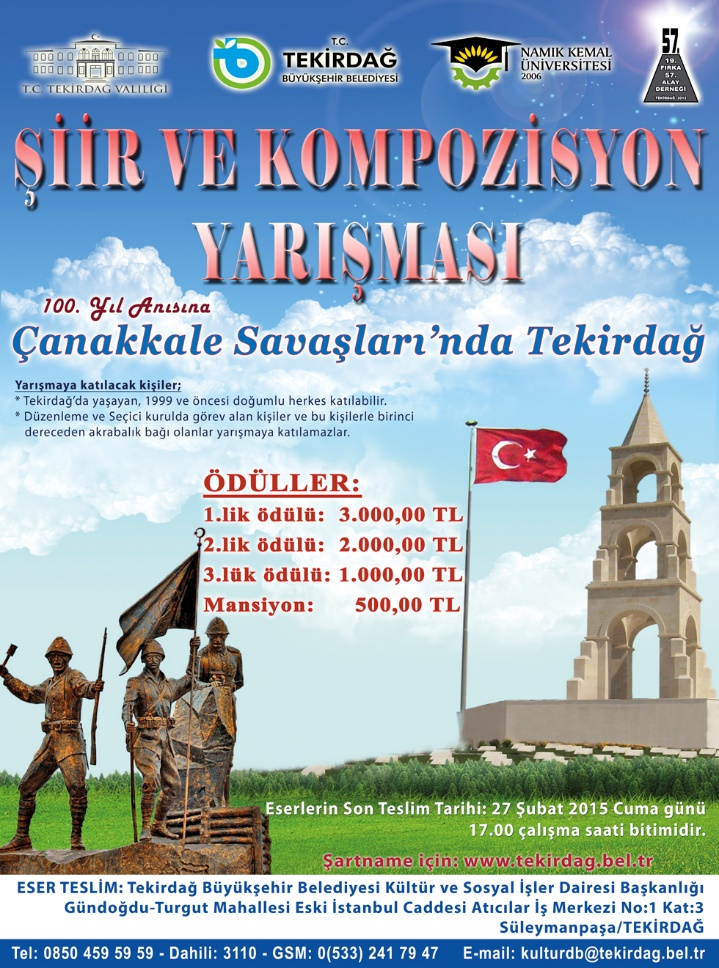 T.C. TEKİRDAĞ VALİLİĞİ
T.C.
TEKİRDAĞ
BÜYÜKŞEHİR BELEDİYESİ
NAMIK KEMAL
ÜNİVERSİTESİ
2006
57.
19.
FIRKA
57.
ALAY
DERNEĞİ
TEKİRDAĞ 2012
ŞİİR VE KOMPOZİSYON
YARIŞMASI
100. Yıl Anısına
Çanakkale Savaşları’nda Tekirdağ
Yarışmaya katılacak kişiler;
* Tekirdağ’da yaşayan, 1999 ve öncesi doğumlu herkes katılabilir.
* Düzenleme ve Seçici kurulda görev alan kişiler ve bu kişilerle birinci
dereceden akrabalık bağı olanlar yarışmaya katılamazlar.
ÖDÜLLER:
1.lik ödülü: 3.000,00 TL
2.lik ödülü: 2.000,00 TL
3.lük ödülü: 1.000,00 TL
Mansiyon: 500,00 TL
Eserlerin Son Teslim Tarihi: 27 Şubat 2015 Cuma günü
17.00 çalışma saati bitimidir.
Şartname için: www.tekirdag.bel.tr
ESER TESLİM: Tekirdağ Büyükşehir Belediyesi Kültür ve Sosyal İşler Dairesi Başkanlığı
Gündoğdu-Turgut Mahallesi Eski İstanbul Caddesi Atıcılar İş Merkezi No:1 Kat:3
Süleymanpaşa/TEKİRDAĞ
Tel: 0850 459 59 59 - Dahili: 3110 - GSM: 0(533) 241 79 47 E-mail: kulturdb@tekirdag.bel.tr